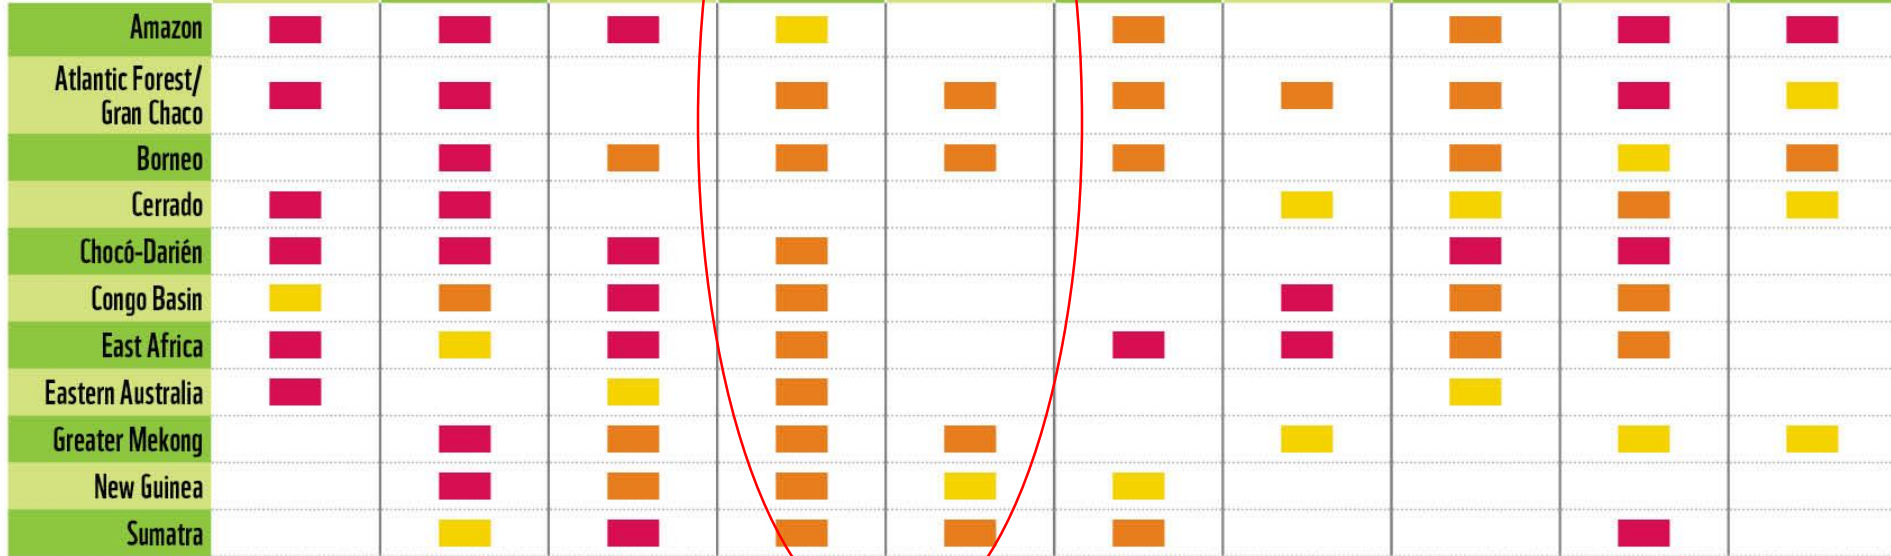 Amazon
Atlantic Forest/
Gran Chaco
Borneo
Cerrado
Chocó-Darién
Congo Basin
East Africa
Eastern Australia
Greater Mekong
New Guinea
Sumatra